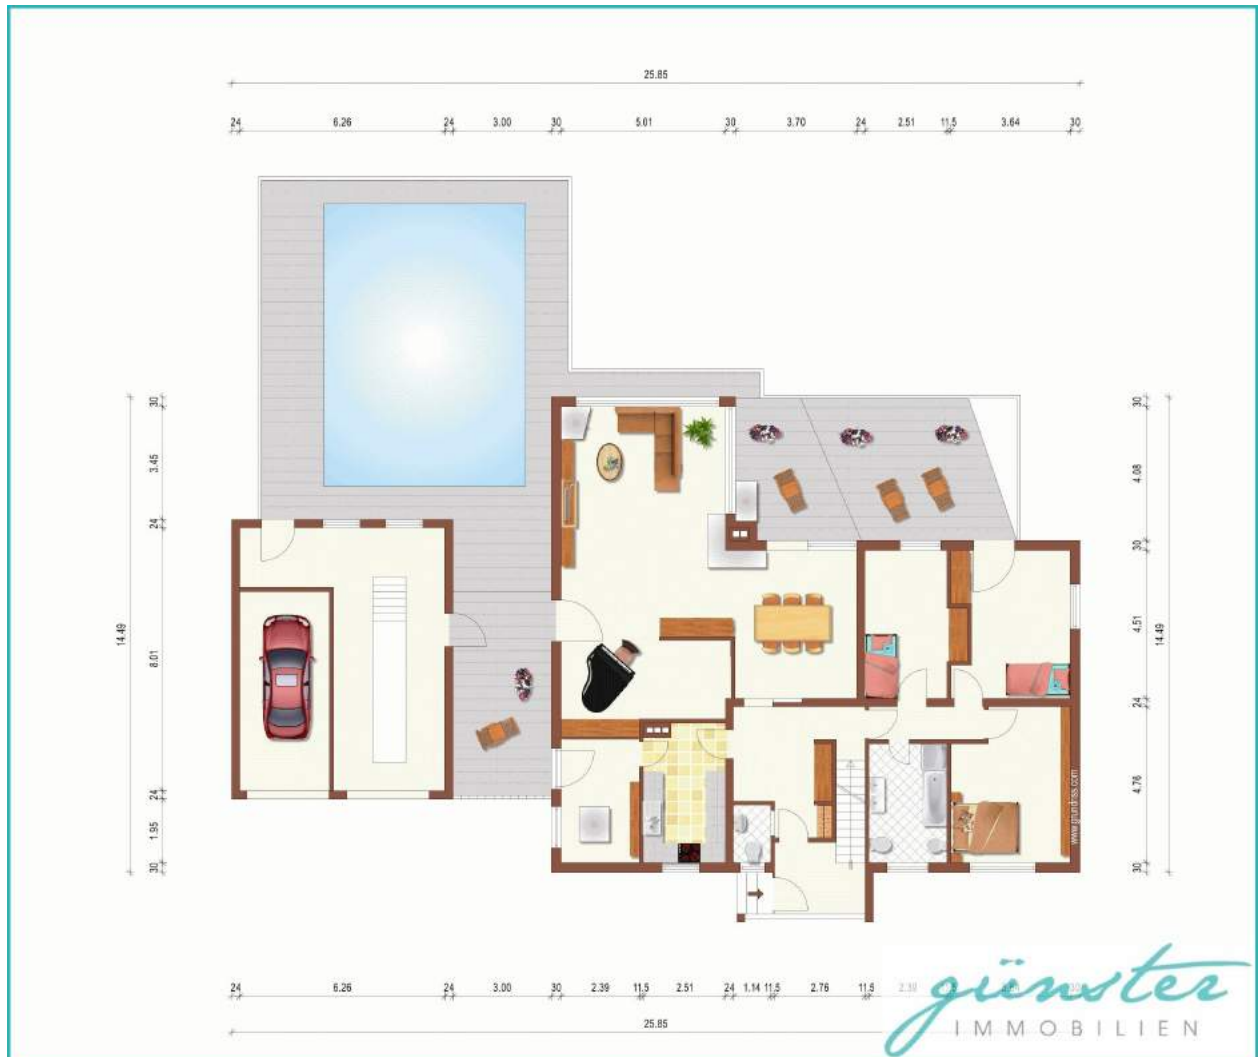 25.85
24 6.26 24 3.00 30 5.01 30 3.70 24 2.51 11.5 3.64 30
30 3.45 24 8.01 24 1.95 30
14.49
30 4.08 30 4.51 24 4.76 30
14.49
www.grundriss.com
24 6.26 24 3.00 30 2.39 11.5 2.51 24 1.14 11.5 2.76 11.5
25.85
günster
IMMOBILIEN